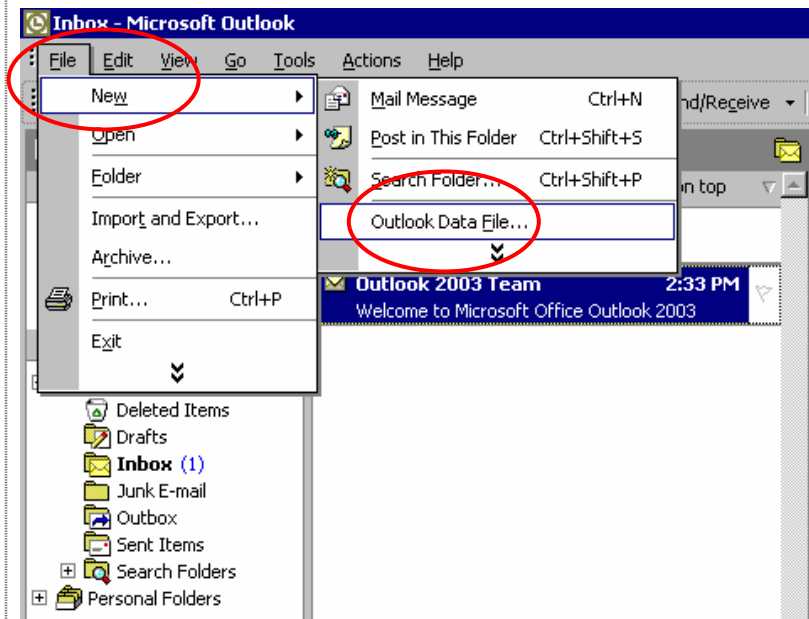 Inbox - Microsoft Outlook
File Edit View Go Tools Actions Help
New
Mail Message Ctrl+N
nd/Receive
Open
Post in This Folder Ctrl+Shift+S
Folder
Search Folder... Ctrl+Shift+P
n top
Import and Export...
Outlook Data File...
Archive...
Print... Ctrl+P
Outlook 2003 Team 2:33 PM
Welcome to Microsoft Office Outlook 2003
Exit
Deleted Items
Drafts
Inbox (1)
Junk E-mail
Outbox
Sent Items
Search Folders
Personal Folders